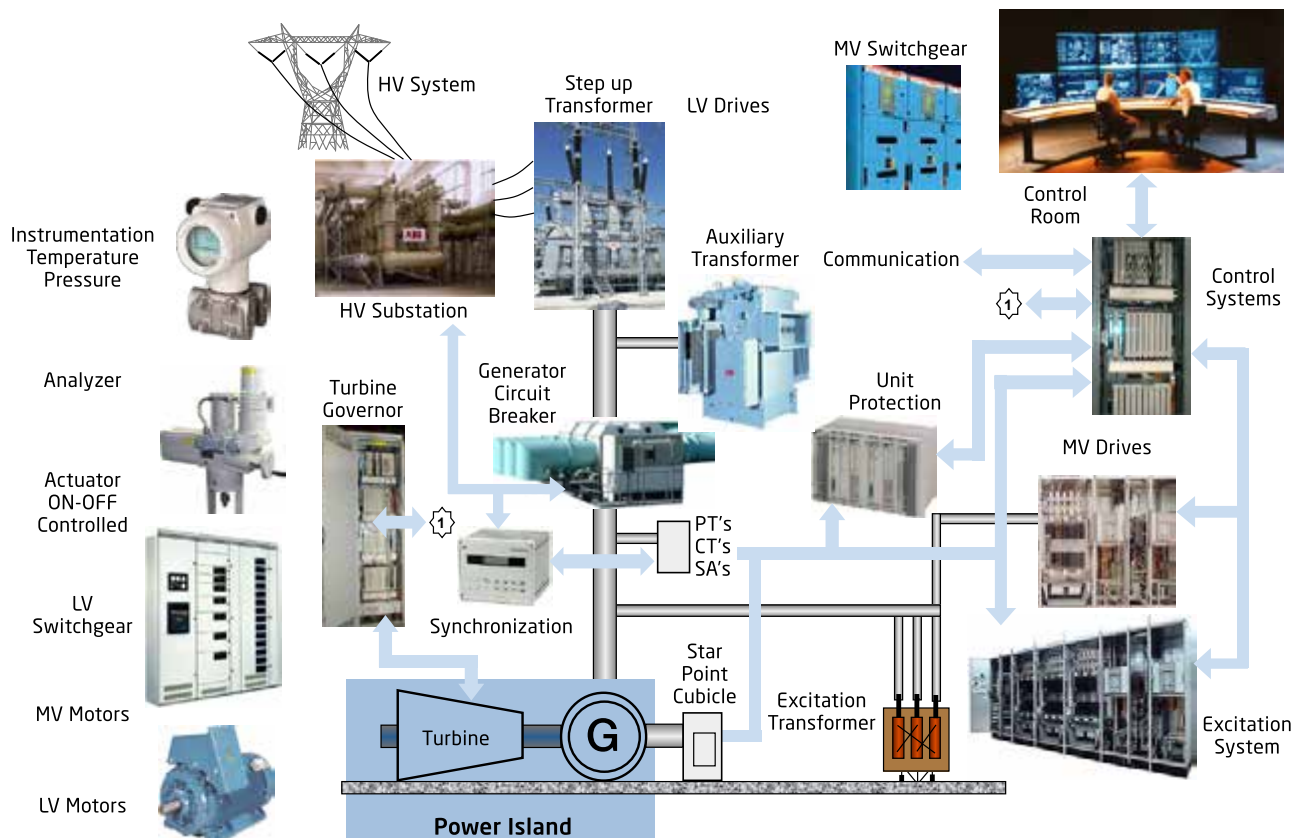 HV System
Step up
Transformer
LV Drives
MV Switchgear
Control
Room
Instrumentation
Temperature
Pressure
ABB
HV Substation
Auxiliary
Transformer
Communication
Control
Systems
1
Analyzer
Turbine
Governor
Generator
Circuit
Breaker
Unit
Protection
MV Drives
Actuator
ON-OFF
Controlled
1
PT's
CT's
SA's
LV
Switchgear
Synchronization
Star
Point
Cubicle
MV Motors
Turbine
G
Excitation
Transformer
Excitation
System
LV Motors
Power Island